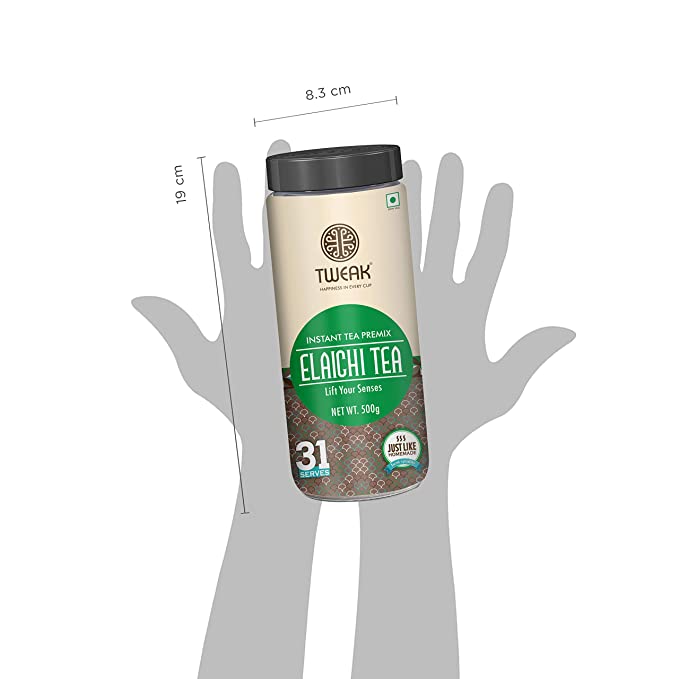 8.3 cm
19 cm
TWEAK®
HAPPINESS IN EVERY CUP
INSTANT TEA PREMIX
ELAICHI TEA
Lift Your Senses
NET WT. 500g
31
SERVES
JUST LIKE
HOMEMADE